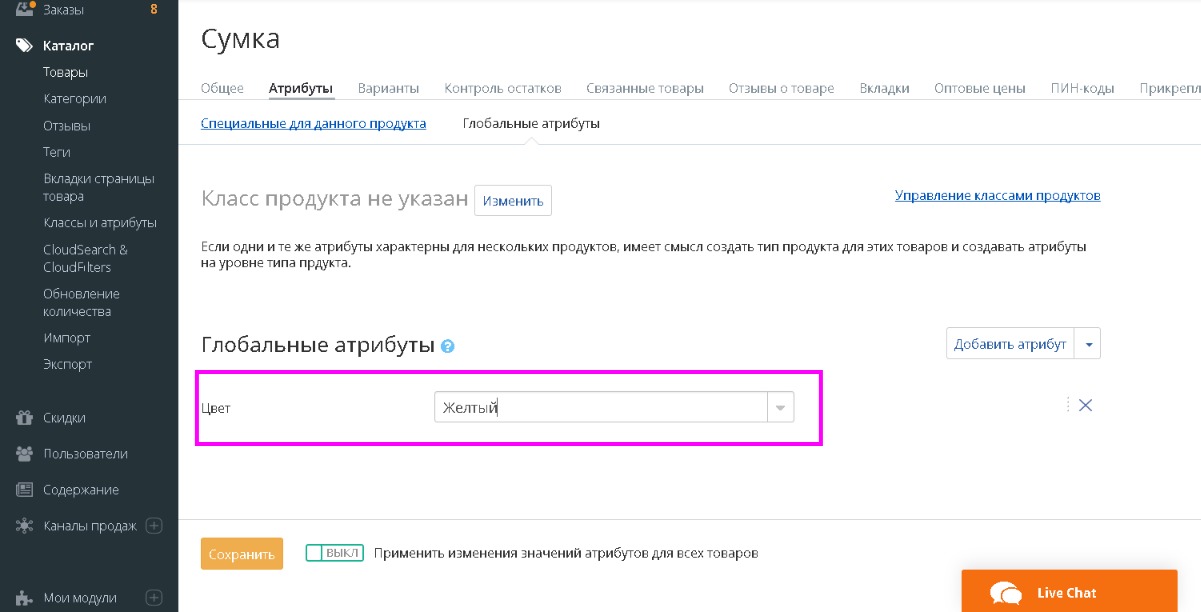 Заказы 8
Каталог
Товары
Категории
Отзывы
Теги
Вкладки страницы
товара
Классы и атрибуты
CloudSearch &
CloudFilters
Обновление
количества
Импорт
Экспорт
Скидки
Пользователи
Содержание
Каналы продаж
Мои модули
Сумка
Общее Атрибуты Варианты Контроль остатков Связанные товары Отзывы о товаре Вкладки Оптовые цены ПИН-коды Прикрепл
Специальные для данного продукта Глобальные атрибуты
Класс продукта не указан Изменить Управление классами продуктов
Если одни и те же атрибуты характерны для нескольких продуктов, имеет смысл создать тип продукта для этих товаров и создавать атрибуты
на уровне типа прдукта.
Глобальные атрибуты ? Добавить атрибут
Цвет Желтый
Сохранить ВЫКЛ Применить изменения значений атрибутов для всех товаров
Live Chat